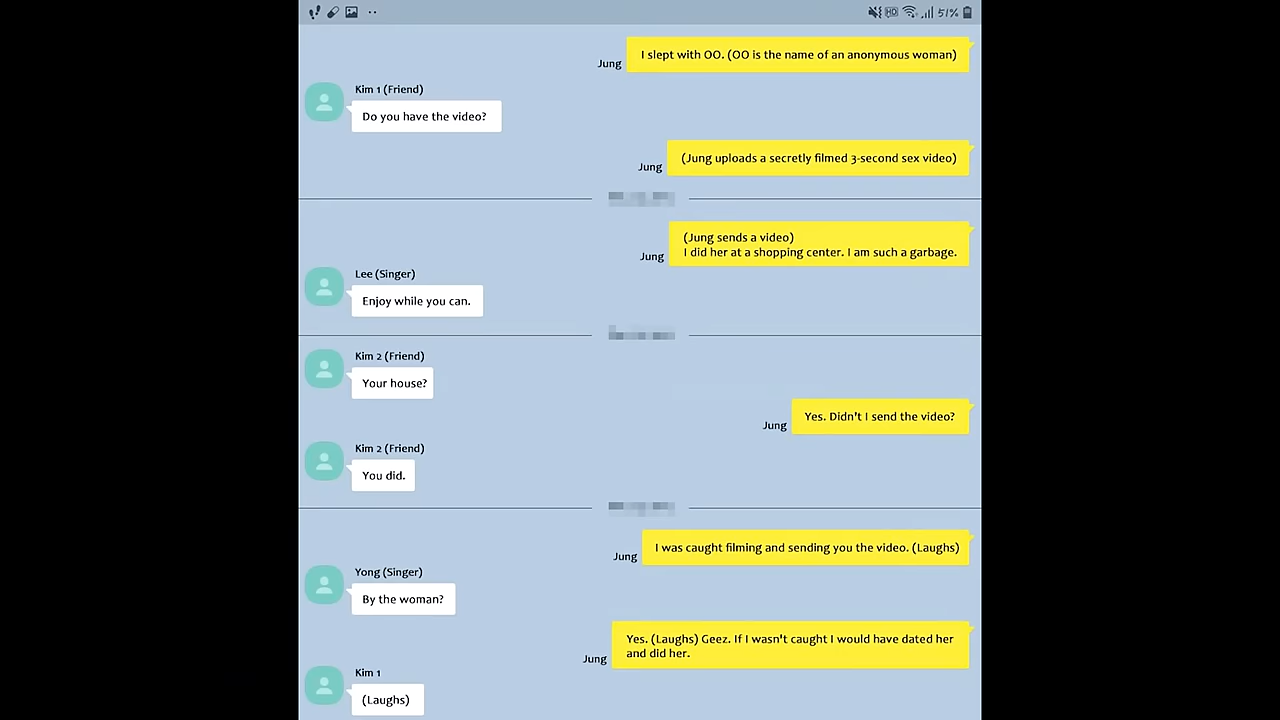 51%
I slept with OO. (OO is the name of an anonymous woman)
Jung
Kim 1 (Friend)
Do you have the video?
(Jung uploads a secretly filmed 3-second sex video)
Jung
(Jung sends a video)
I did her at a shopping center. I am such a garbage.
Jung
Lee (Singer)
Enjoy while you can.
Kim 2 (Friend)
Your house?
Yes. Didn't I send the video?
Jung
Kim 2 (Friend)
You did.
I was caught filming and sending you the video. (Laughs)
Jung
Yong (Singer)
By the woman?
Yes. (Laughs) Geez. If I wasn't caught I would have dated her
and did her.
Jung
Kim 1
(Laughs)